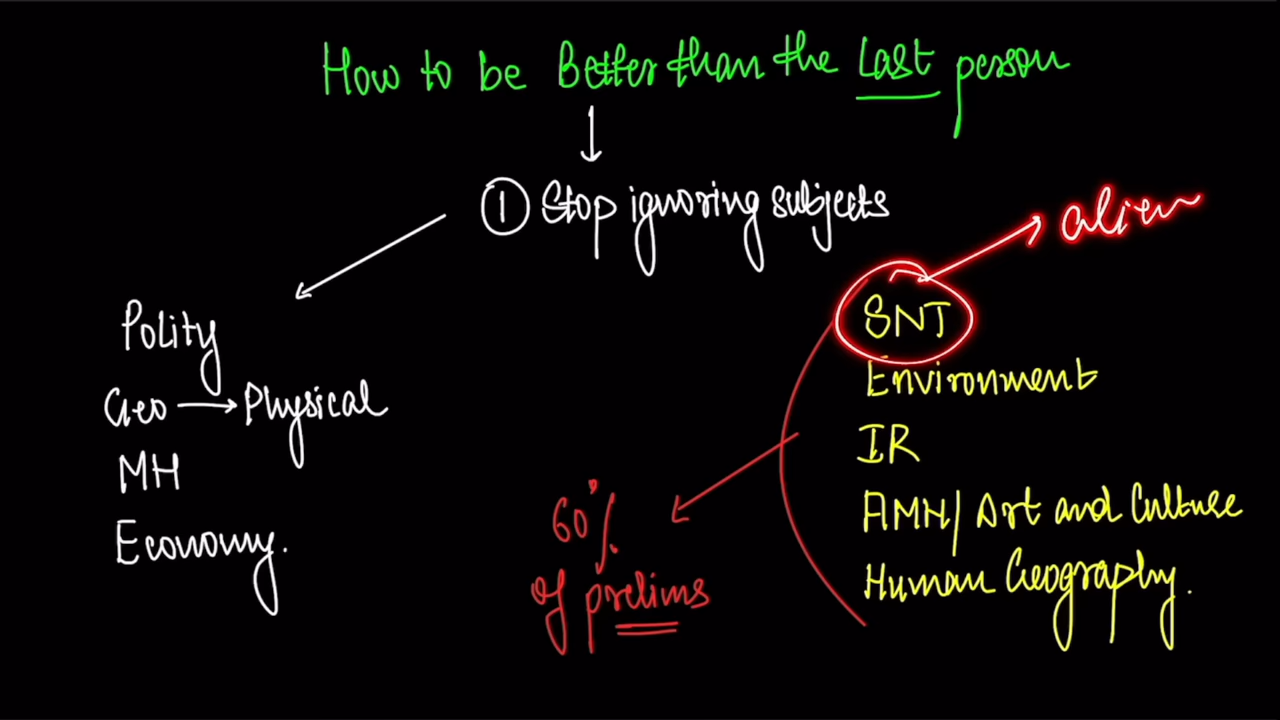 How to be Better than the Last person
① Stop ignoring subjects
alien
Polity
Geo → Physical
MH
Economy.
SNT
Environment
IR
AMH/ Art and Culture
Human Geography.
60%
of prelims